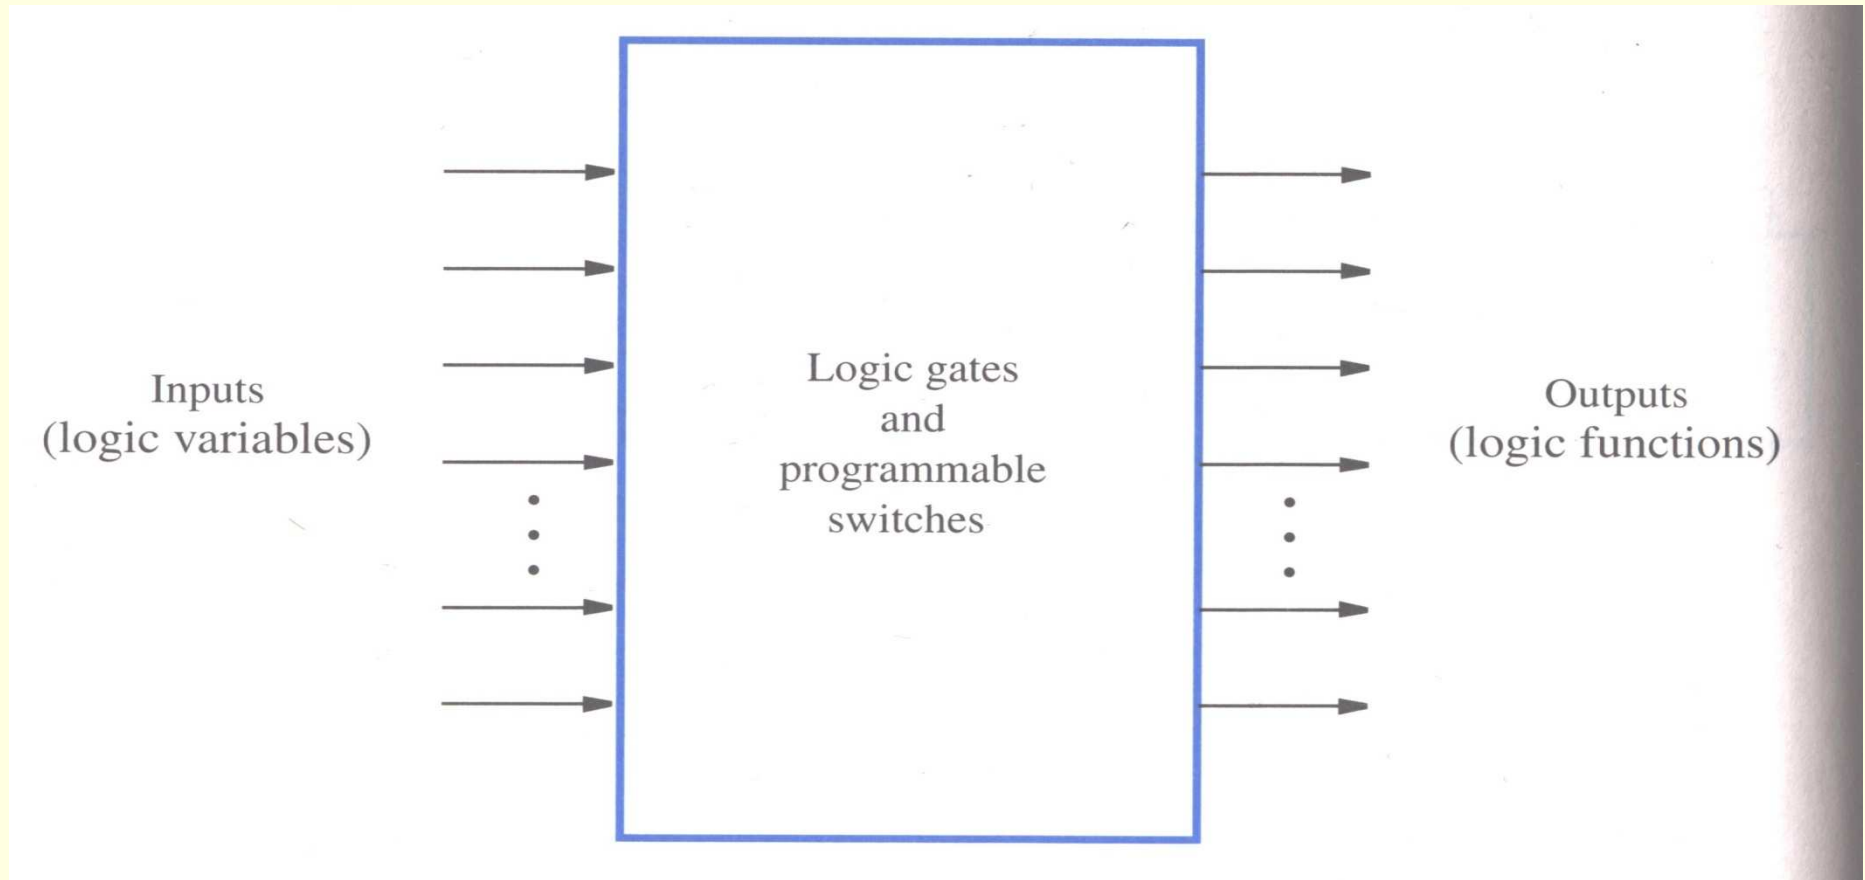 Inputs
(logic variables)
Logic gates
and
programmable
switches
Outputs
(logic functions)